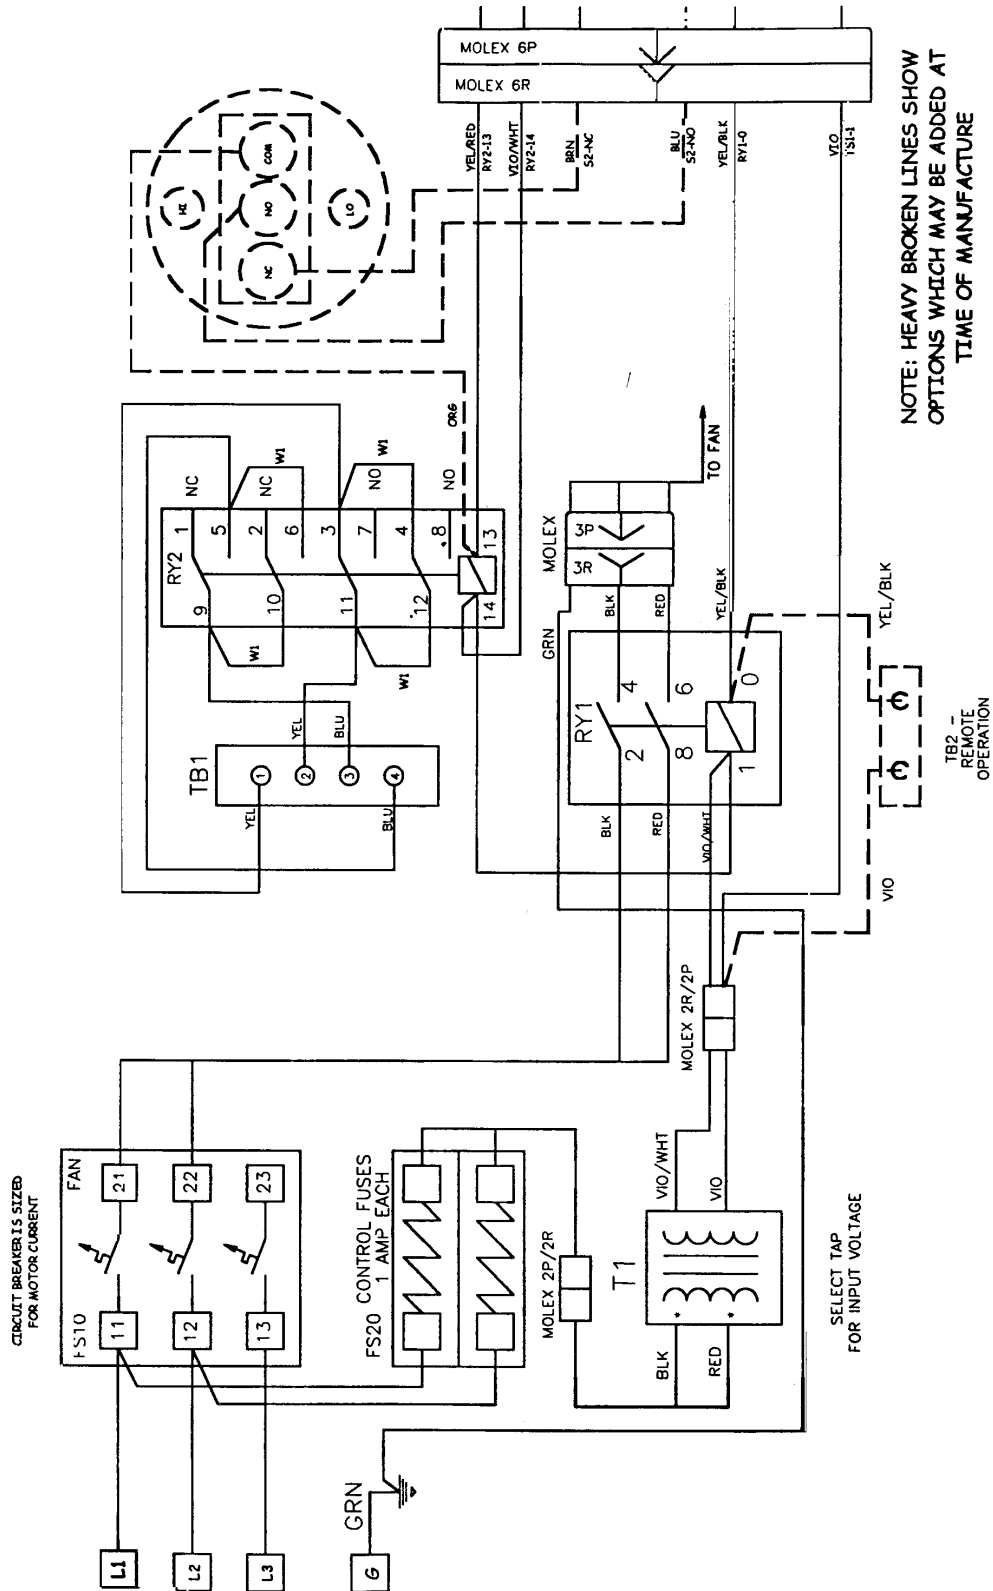 CIRCUIT BREAKER IS SIZED
FOR MOTOR CURRENT
L1
L2
L3
G
GRN
FS10
FAN
11
21
12
22
13
23
FS20
CONTROL FUSES
1 AMP EACH
MOLEX 2P/2R
BLK
RED
T1
*
*
VIO/WHT
VIO
SELECT TAP
FOR INPUT VOLTAGE
MOLEX 2R/2P
TB1
1
2
3
4
YEL
BLU
YEL
BLU
RY2
9
1
NC
5
10
2
NC
6
11
3
NO
7
12
4
NO
8
14
13
W1
W1
W1
W1
ORG
HI
NC
NO
COM
LO
GRN
MOLEX
3R
3P
BLK
RED
TO FAN
RY1
BLK
2
4
RED
8
6
VIO/WHT
1
0
YEL/BLK
YEL/BLK
VIO
TB2 -
REMOTE
OPERATION
MOLEX 6P
MOLEX 6R
YEL/RED
RY2-13
VIO/WHT
RY2-14
BRN
S2-NC
BLU
S2-NO
YEL/BLK
RY1-0
VIO
TS1-1
NOTE: HEAVY BROKEN LINES SHOW
OPTIONS WHICH MAY BE ADDED AT
TIME OF MANUFACTURE